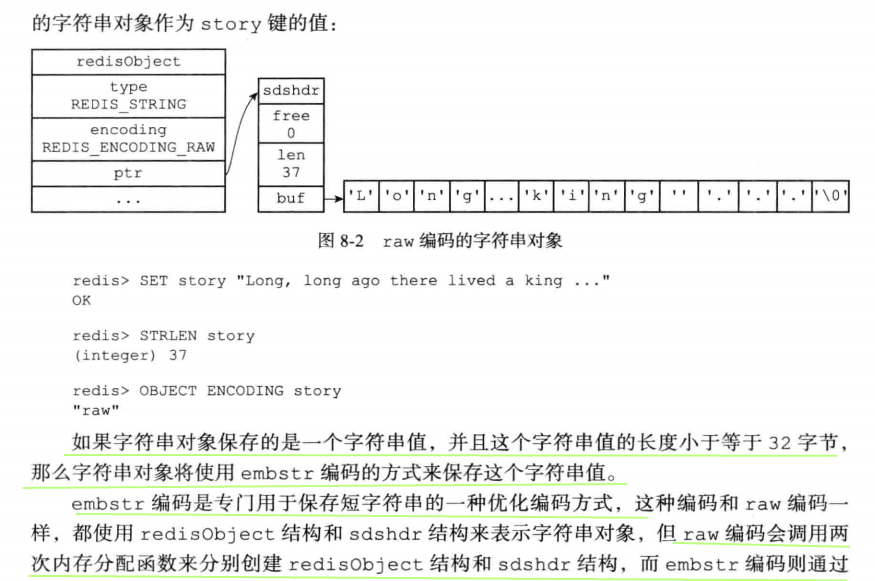 的字符串对象作为 story 键的值：
redisObject
type
REDIS_STRING
encoding
REDIS_ENCODING_RAW
ptr
...
sdshdr
free
0
len
37
buf
'L' 'o' 'n' 'g' ... 'k' 'i' 'n' 'g' '' '.' '.' '.' '\0'
图 8-2 raw 编码的字符串对象
redis> SET story "Long, long ago there lived a king ..."
OK
redis> STRLEN story
(integer) 37
redis> OBJECT ENCODING story
"raw"
如果字符串对象保存的是一个字符串值，并且这个字符串值的长度小于等于 32 字节，
那么字符串对象将使用 embstr 编码的方式来保存这个字符串值。
embstr 编码是专门用于保存短字符串的一种优化编码方式，这种编码和 raw 编码一
样，都使用 redisObject 结构和 sdshdr 结构来表示字符串对象，但 raw 编码会调用两
次内存分配函数来分别创建 redisObject 结构和 sdshdr 结构，而 embstr 编码则通过